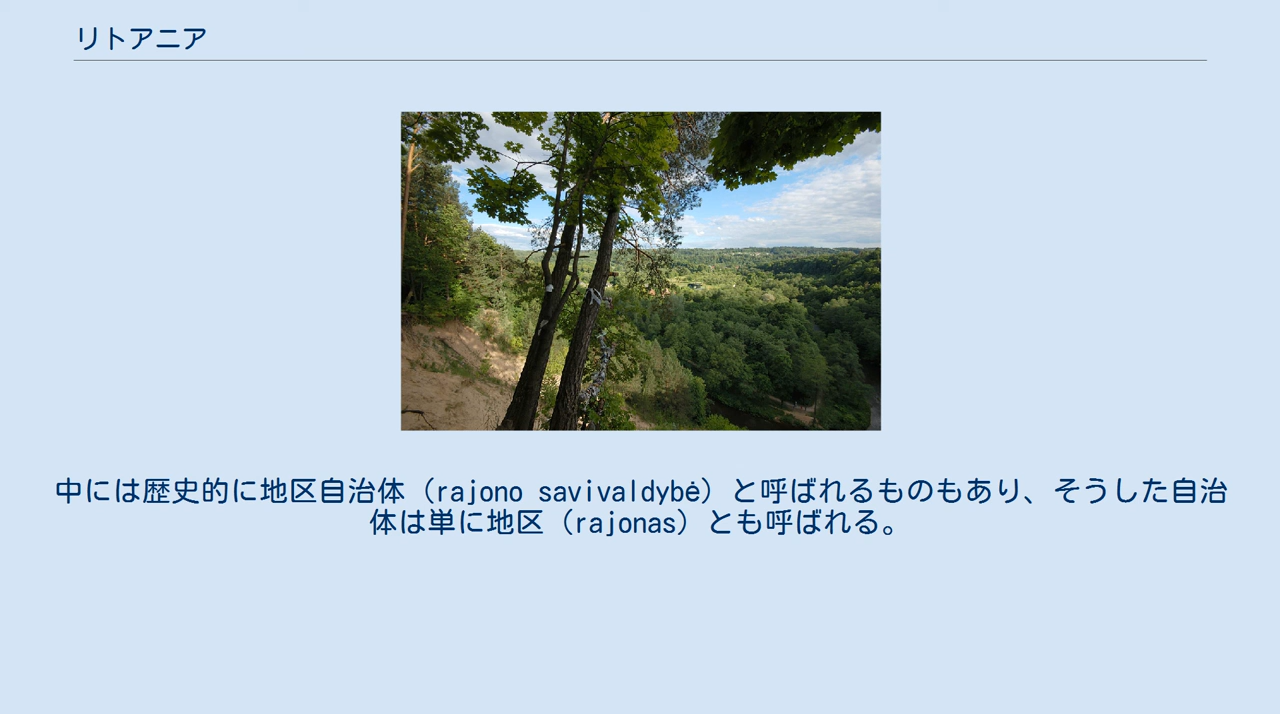 リトアニア
中には歴史的に地区自治体（rajono savivaldybė）と呼ばれるものもあり、そうした自治
体は単に地区（rajonas）とも呼ばれる。